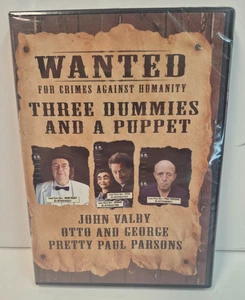 WANTED
FOR CRIMES AGAINST HUMANITY
THREE DUMMIES
AND A PUPPET
JOHN VALBY
OTTO AND GEORGE
PRETTY PAUL PARSONS